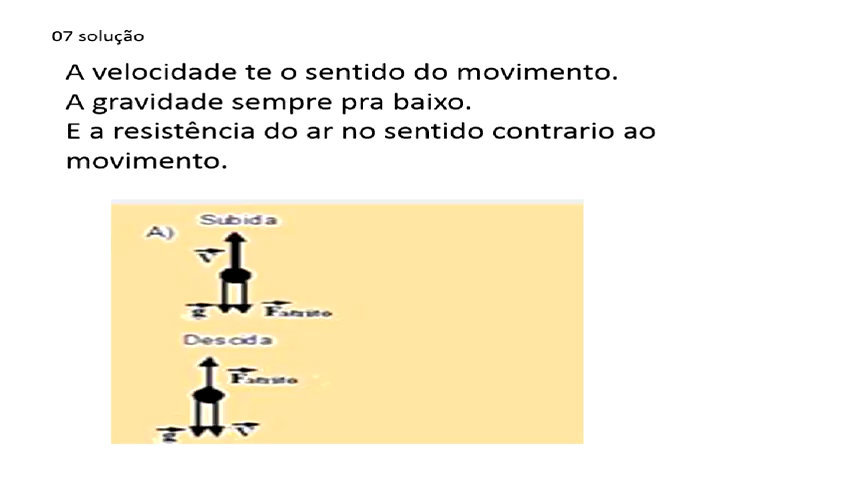 07 solução
A velocidade te o sentido do movimento.
A gravidade sempre pra baixo.
E a resistência do ar no sentido contrario ao
movimento.
Subida
A)
v
g Fatrito
Descida
Fatrito
g v